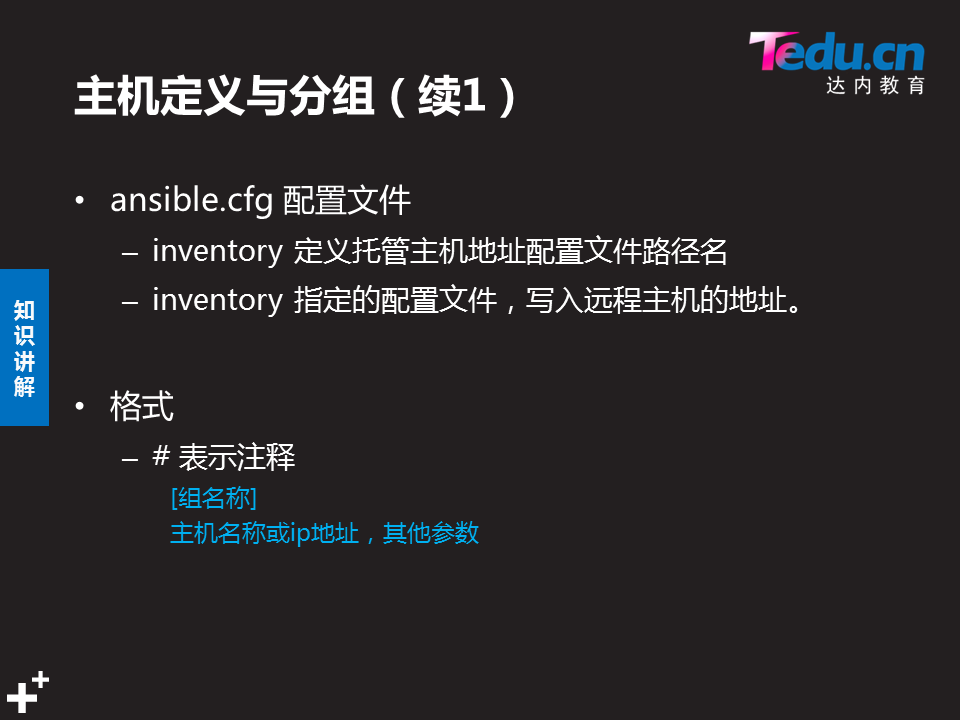 Tedu.cn
达内教育
主机定义与分组（续1）
• ansible.cfg 配置文件
– inventory 定义托管主机地址配置文件路径名
– inventory 指定的配置文件，写入远程主机的地址。
知识讲解
• 格式
– # 表示注释
[组名称]
主机名称或ip地址，其他参数